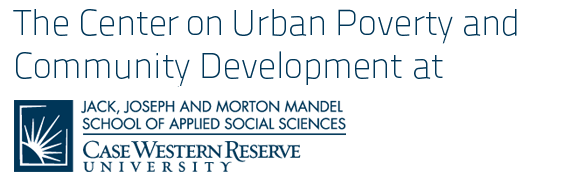 The Center on Urban Poverty and
Community Development at
JACK, JOSEPH AND MORTON MANDEL
SCHOOL OF APPLIED SOCIAL SCIENCES
CASE WESTERN RESERVE
UNIVERSITY